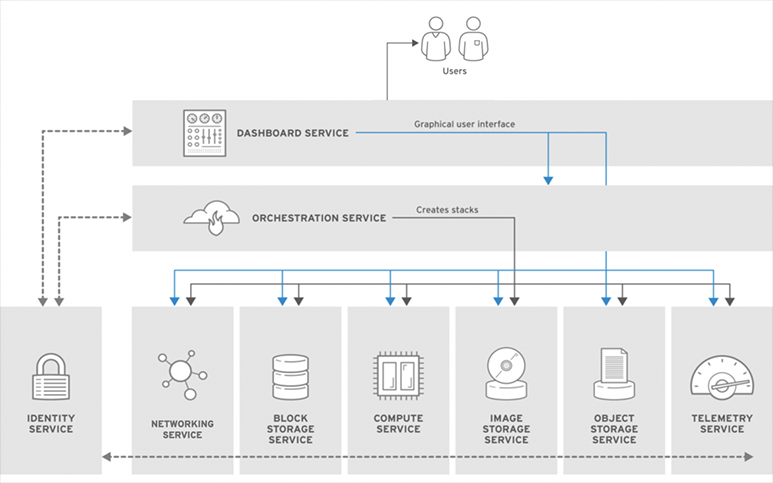 Users
DASHBOARD SERVICE
Graphical user interface
ORCHESTRATION SERVICE
Creates stacks
IDENTITY
SERVICE
NETWORKING
SERVICE
BLOCK
STORAGE
SERVICE
COMPUTE
SERVICE
IMAGE
STORAGE
SERVICE
OBJECT
STORAGE
SERVICE
TELEMETRY
SERVICE